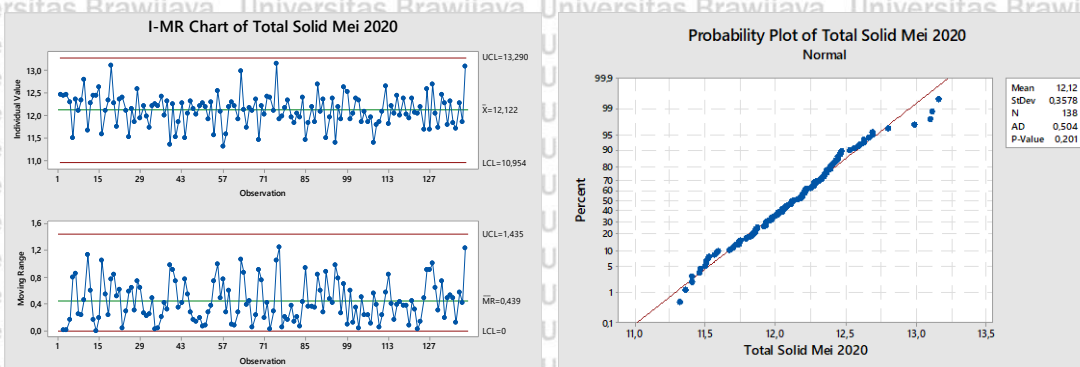 I-MR Chart of Total Solid Mei 2020
UCL=13,290
X=12,122
LCL=10,954
Individual Value
13,0
12,5
12,0
11,5
11,0
1 15 29 43 57 71 85 99 113 127
Observation
UCL=1,435
MR=0,439
LCL=0
Moving Range
1,6
1,2
0,8
0,4
0,0
1 15 29 43 57 71 85 99 113 127
Observation
Probability Plot of Total Solid Mei 2020
Normal
Percent
99,9
99
95
90
80
70
60
50
40
30
20
10
5
1
0,1
11,0 11,5 12,0 12,5 13,0 13,5
Total Solid Mei 2020
Mean 12,12
StDev 0,3578
N 138
AD 0,504
P-Value 0,201